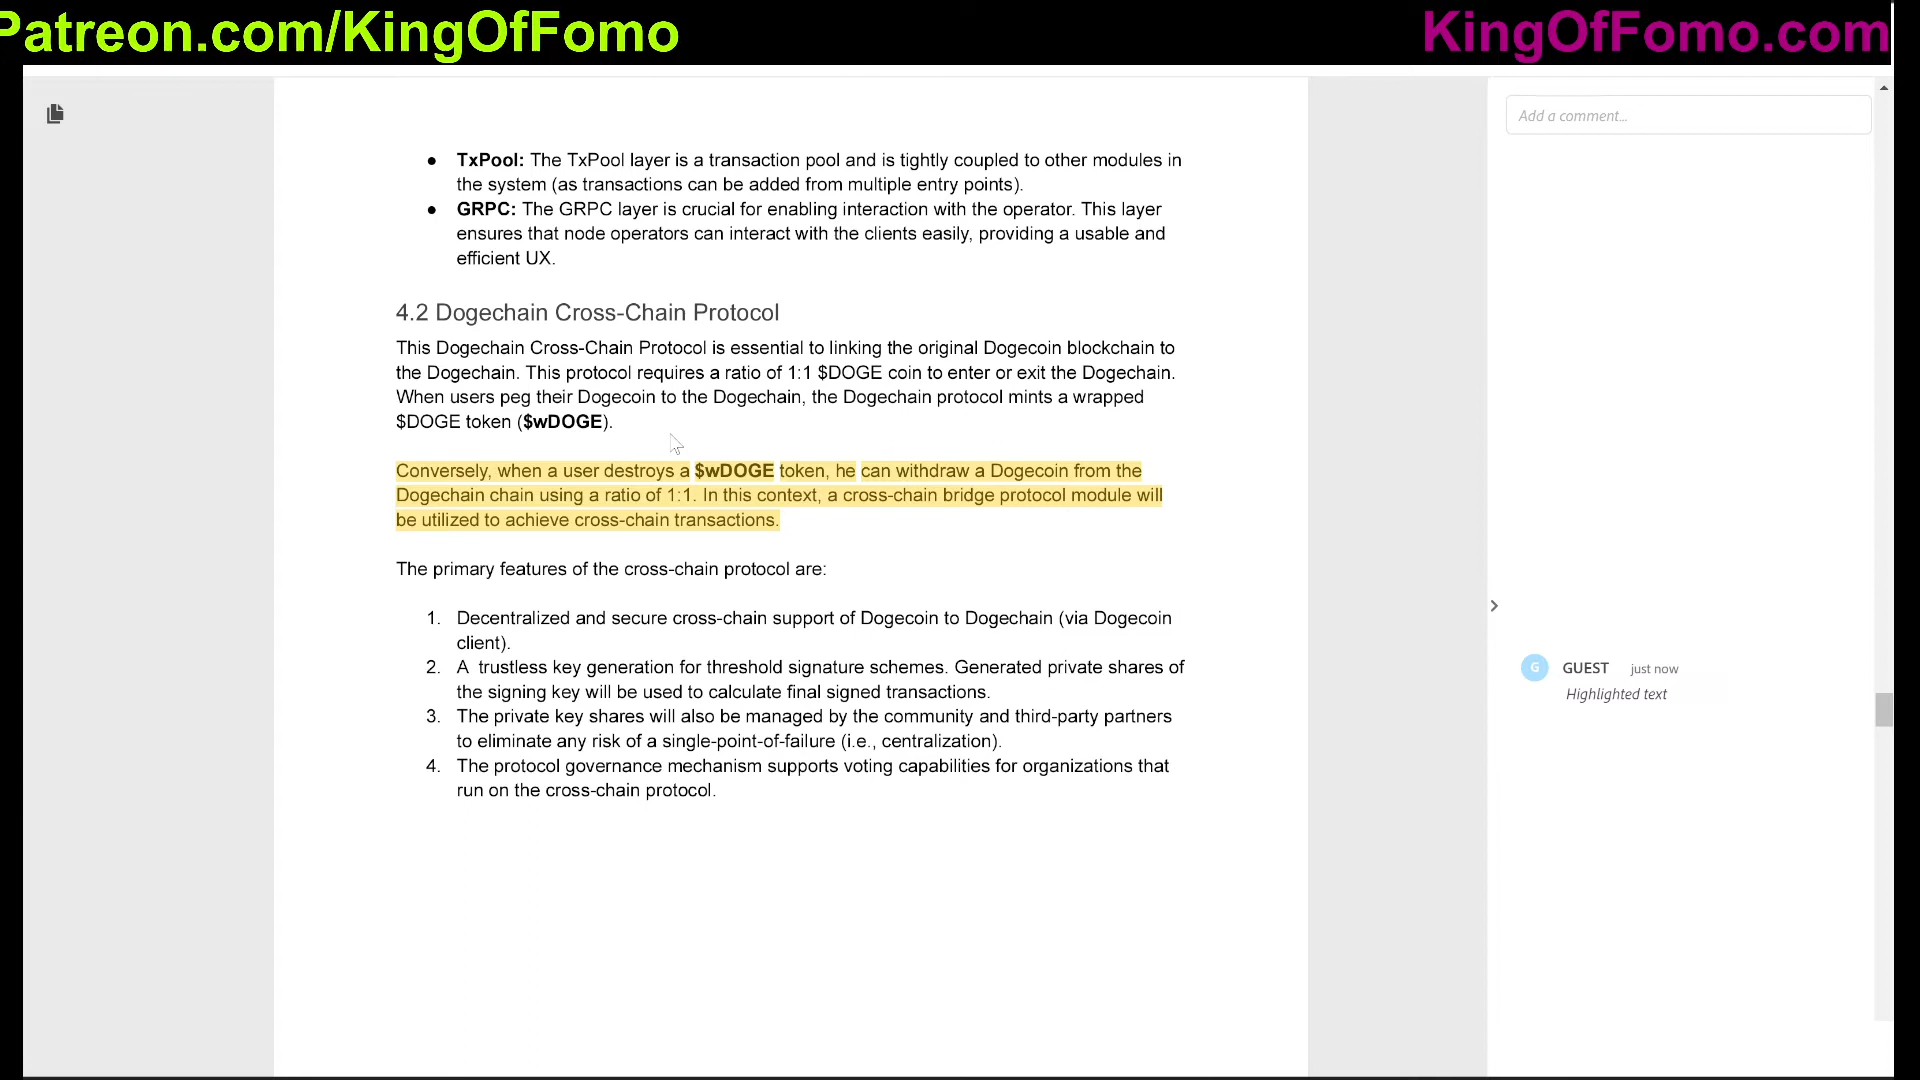 Patreon.com/KingOfFomo
KingOfFomo.com
Add a comment...
● TxPool: The TxPool layer is a transaction pool and is tightly coupled to other modules in
the system (as transactions can be added from multiple entry points).
● GRPC: The GRPC layer is crucial for enabling interaction with the operator. This layer
ensures that node operators can interact with the clients easily, providing a usable and
efficient UX.
4.2 Dogechain Cross-Chain Protocol
This Dogechain Cross-Chain Protocol is essential to linking the original Dogecoin blockchain to
the Dogechain. This protocol requires a ratio of 1:1 $DOGE coin to enter or exit the Dogechain.
When users peg their Dogecoin to the Dogechain, the Dogechain protocol mints a wrapped
$DOGE token ($wDOGE).
Conversely, when a user destroys a $wDOGE token, he can withdraw a Dogecoin from the
Dogechain chain using a ratio of 1:1. In this context, a cross-chain bridge protocol module will
be utilized to achieve cross-chain transactions.
The primary features of the cross-chain protocol are:
1. Decentralized and secure cross-chain support of Dogecoin to Dogechain (via Dogecoin
client).
2. A trustless key generation for threshold signature schemes. Generated private shares of
the signing key will be used to calculate final signed transactions.
3. The private key shares will also be managed by the community and third-party partners
to eliminate any risk of a single-point-of-failure (i.e., centralization).
4. The protocol governance mechanism supports voting capabilities for organizations that
run on the cross-chain protocol.
G GUEST just now
Highlighted text